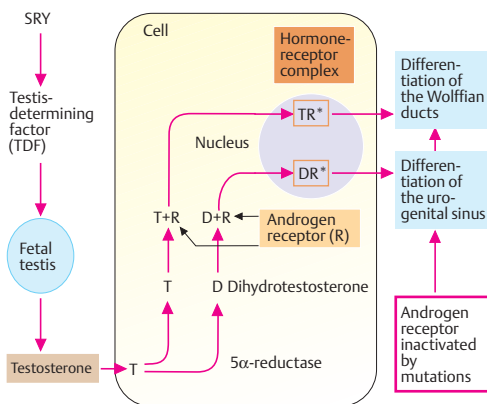 SRY
Testis-
determining
factor
(TDF)
Fetal
testis
Testosterone
Cell
Hormone-
receptor
complex
Nucleus
TR*
DR*
T+R
D+R
Androgen
receptor (R)
T
D Dihydrotestosterone
T
5α-reductase
Differen-
tiation of
the Wolffian
ducts
Differen-
tiation of
the uro-
genital sinus
Androgen
receptor
inactivated
by
mutations